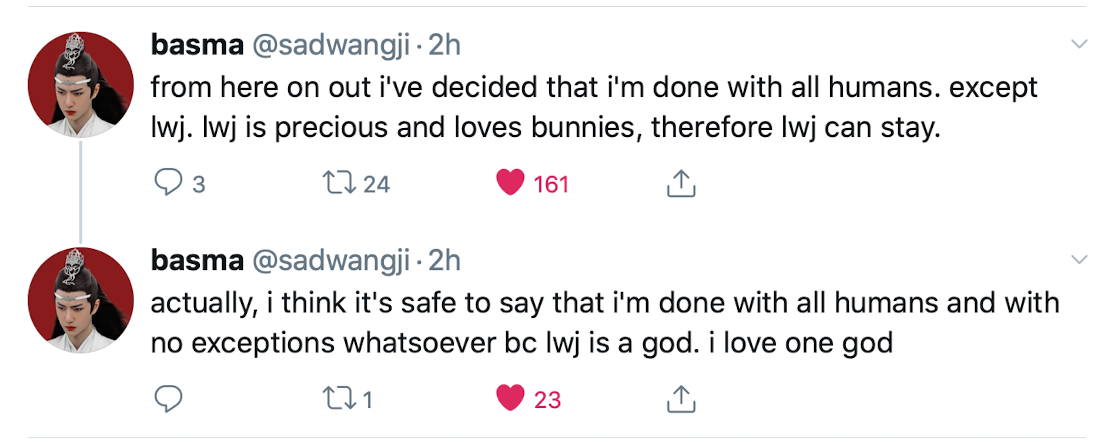 basma @sadwangji · 2h
from here on out i've decided that i'm done with all humans. except
lwj. lwj is precious and loves bunnies, therefore lwj can stay.
3 24 161
basma @sadwangji · 2h
actually, i think it's safe to say that i'm done with all humans and with
no exceptions whatsoever bc lwj is a god. i love one god
1 23